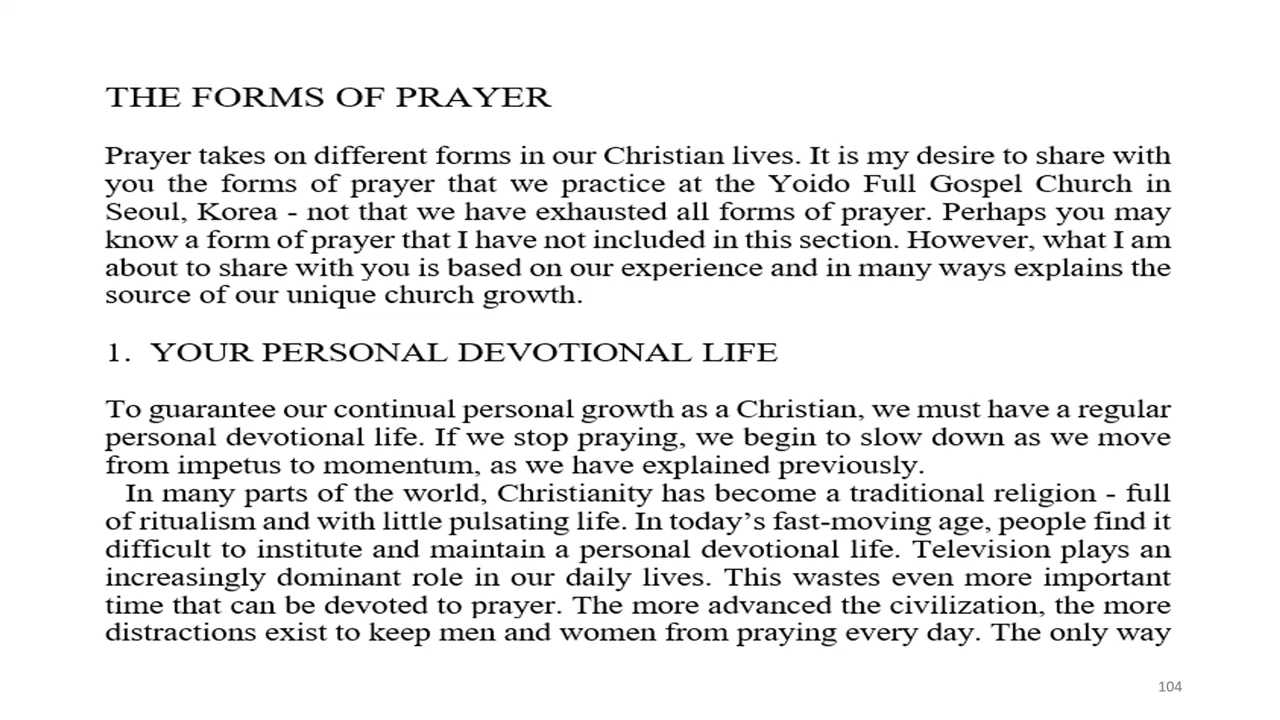 THE FORMS OF PRAYER
Prayer takes on different forms in our Christian lives. It is my desire to share with
you the forms of prayer that we practice at the Yoido Full Gospel Church in
Seoul, Korea - not that we have exhausted all forms of prayer. Perhaps you may
know a form of prayer that I have not included in this section. However, what I am
about to share with you is based on our experience and in many ways explains the
source of our unique church growth.
1. YOUR PERSONAL DEVOTIONAL LIFE
To guarantee our continual personal growth as a Christian, we must have a regular
personal devotional life. If we stop praying, we begin to slow down as we move
from impetus to momentum, as we have explained previously.
In many parts of the world, Christianity has become a traditional religion - full
of ritualism and with little pulsating life. In today’s fast-moving age, people find it
difficult to institute and maintain a personal devotional life. Television plays an
increasingly dominant role in our daily lives. This wastes even more important
time that can be devoted to prayer. The more advanced the civilization, the more
distractions exist to keep men and women from praying every day. The only way
104